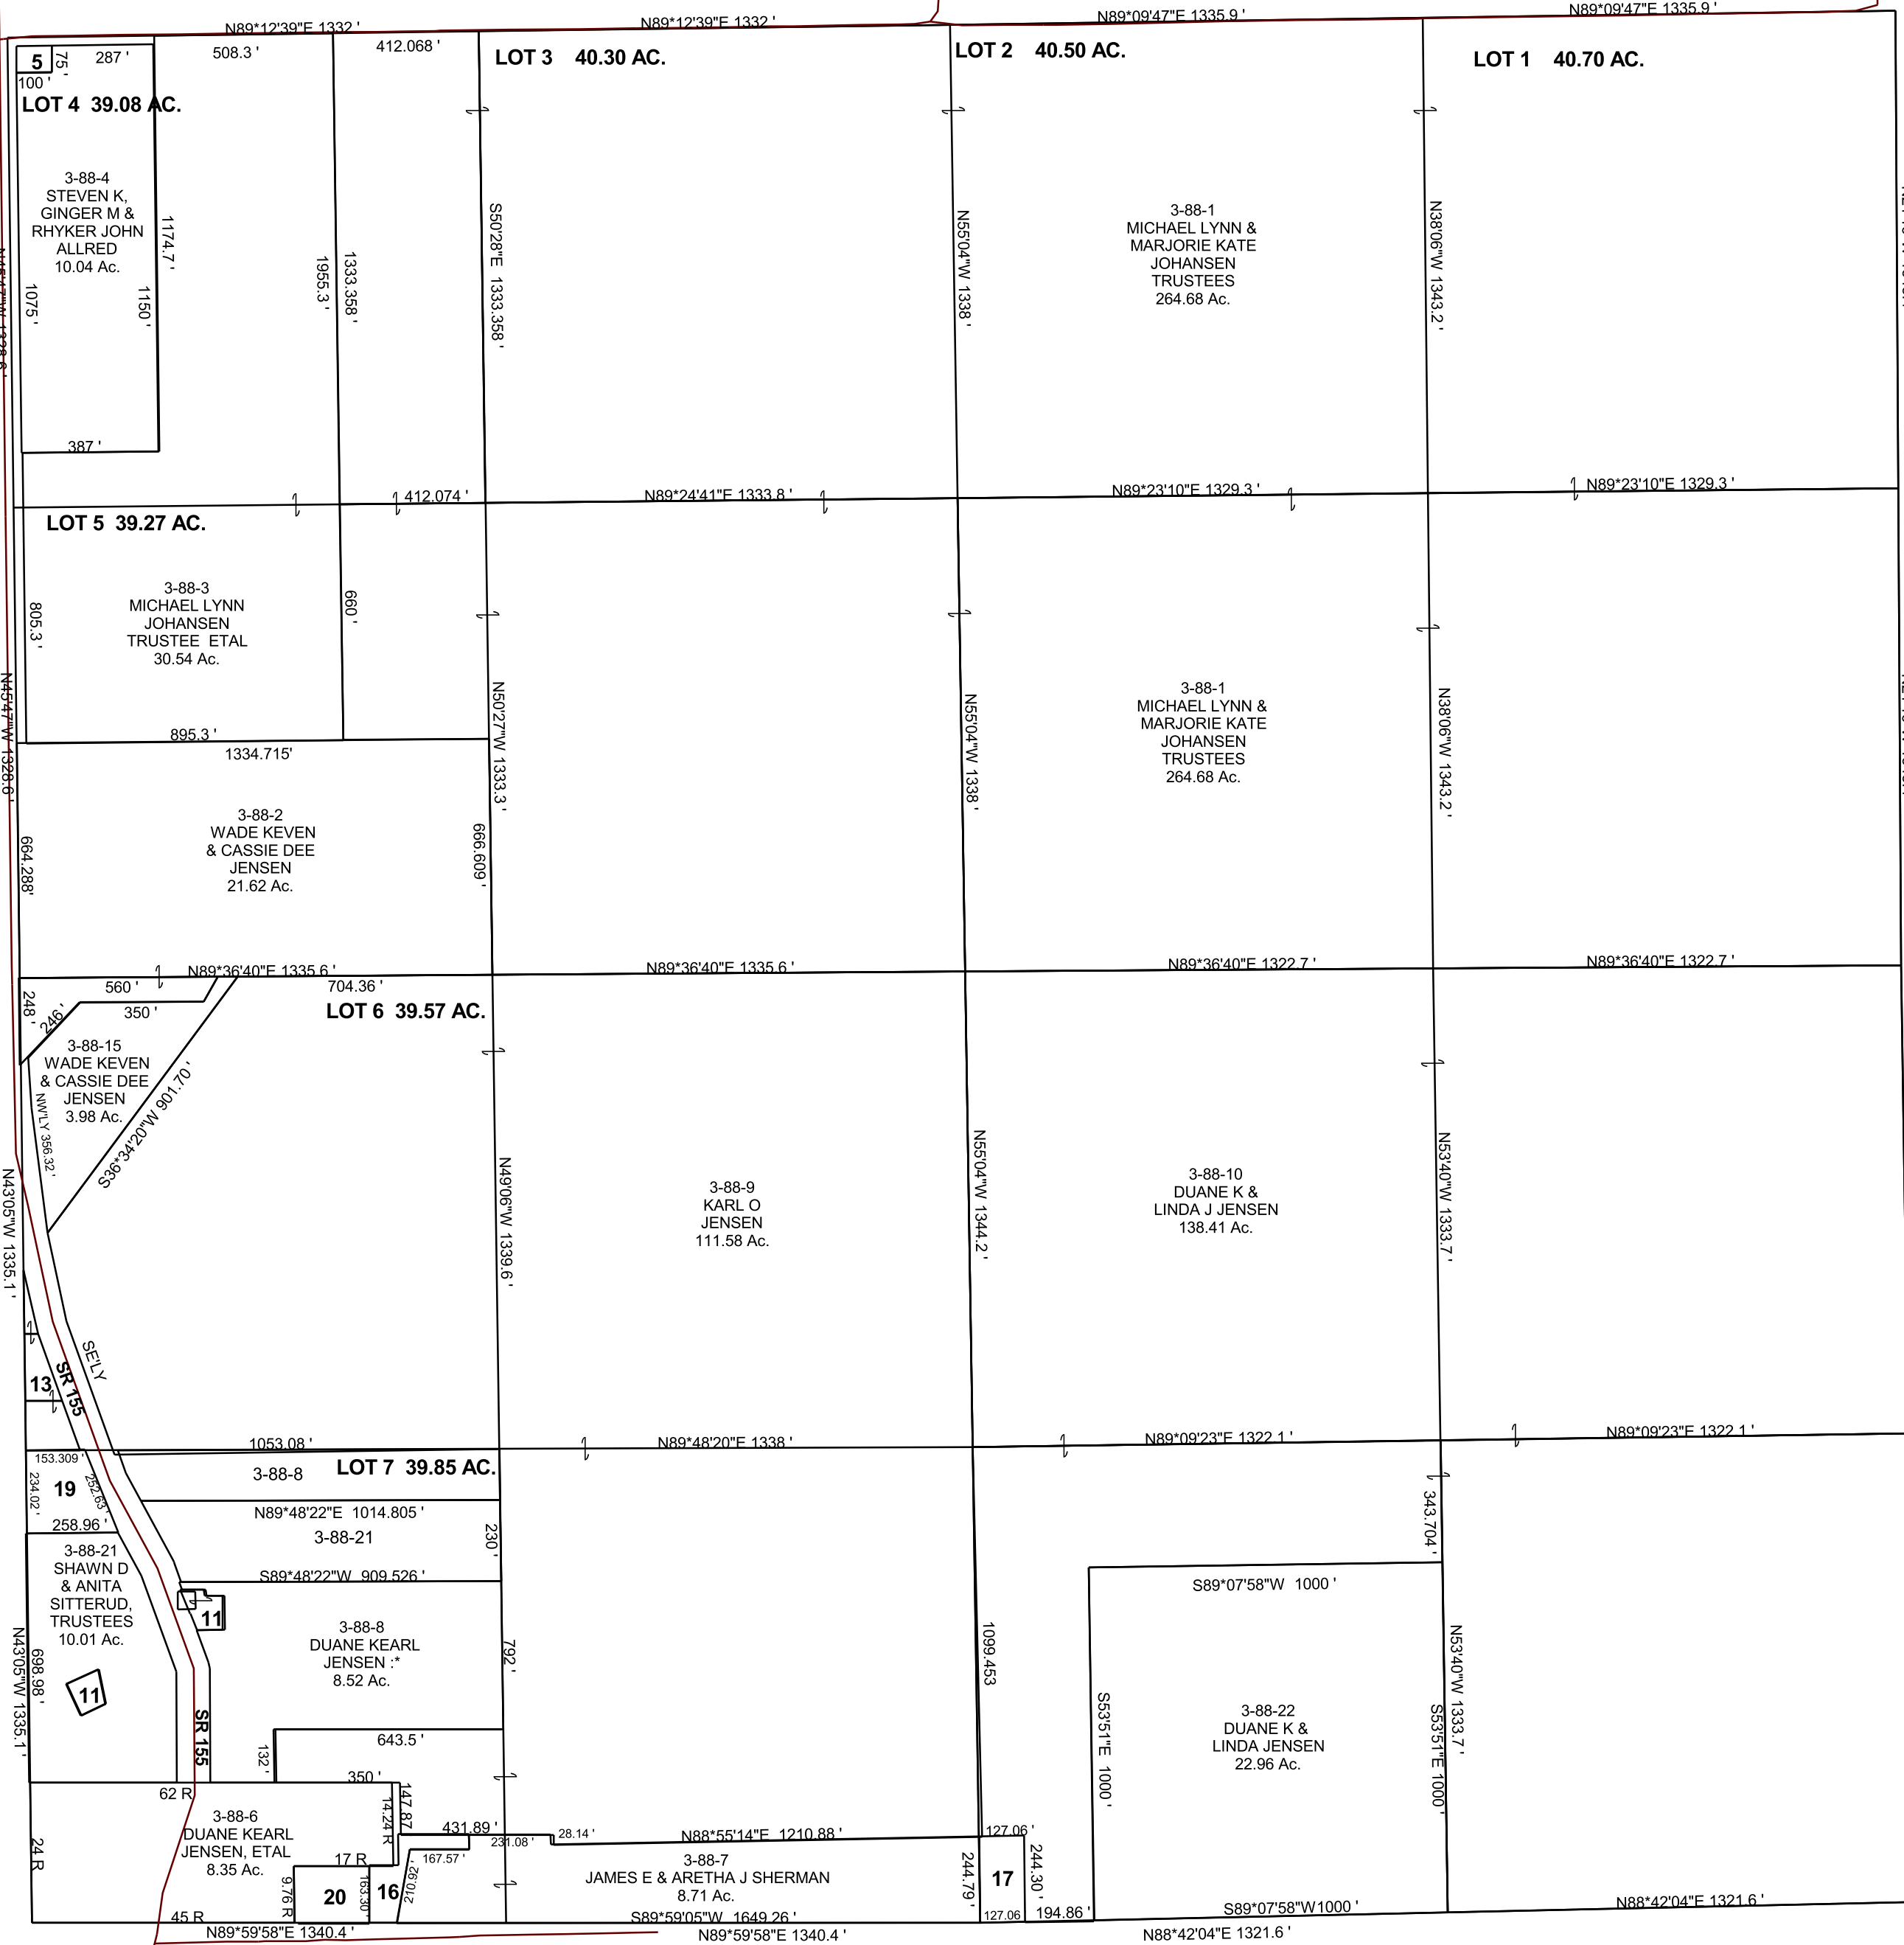 N89*12'39"E 1332 '
N89*12'39"E 1332 '
N89*09'47"E 1335.9 '
N89*09'47"E 1335.9 '
5
75 '
287 '
100 '
508.3 '
412.068 '
LOT 4 39.08 AC.
LOT 3 40.30 AC.
LOT 2 40.50 AC.
LOT 1 40.70 AC.
3-88-4
STEVEN K,
GINGER M &
RHYKER JOHN
ALLRED
10.04 Ac.
1174.7 '
1150 '
1075 '
387 '
1955.3 '
1333.358 '
S50'28"E 1333.358 '
N55'04"W 1338 '
3-88-1
MICHAEL LYNN &
MARJORIE KATE
JOHANSEN
TRUSTEES
264.68 Ac.
N38'06"W 1343.2 '
N45'47"W 1328.6 '
412.074 '
N89*24'41"E 1333.8 '
N89*23'10"E 1329.3 '
N89*23'10"E 1329.3 '
LOT 5 39.27 AC.
3-88-3
MICHAEL LYNN
JOHANSEN
TRUSTEE ETAL
30.54 Ac.
805.3 '
660 '
895.3 '
1334.715'
N45'47"W 1328.6 '
N50'27"W 1333.3 '
N55'04"W 1338 '
3-88-1
MICHAEL LYNN &
MARJORIE KATE
JOHANSEN
TRUSTEES
264.68 Ac.
N38'06"W 1343.2 '
3-88-2
WADE KEVEN
& CASSIE DEE
JENSEN
21.62 Ac.
664.288'
666.609 '
N89*36'40"E 1335.6 '
N89*36'40"E 1335.6 '
N89*36'40"E 1322.7 '
N89*36'40"E 1322.7 '
560 '
704.36 '
248 '
246 '
350 '
LOT 6 39.57 AC.
3-88-15
WADE KEVEN
& CASSIE DEE
JENSEN
3.98 Ac.
NW'LY 356.32 '
S36*34'20"W 901.70 '
N43'05"W 1335.1 '
N49'06"W 1339.6 '
3-88-9
KARL O
JENSEN
111.58 Ac.
N55'04"W 1344.2 '
3-88-10
DUANE K &
LINDA J JENSEN
138.41 Ac.
N53'40"W 1333.7 '
SE'LY
SR 155
13
1053.08 '
N89*48'20"E 1338 '
N89*09'23"E 1322.1 '
N89*09'23"E 1322.1 '
153.309 '
3-88-8
LOT 7 39.85 AC.
234.02 '
19
252.63 '
258.96 '
N89*48'22"E 1014.805 '
3-88-21
230 '
S89*48'22"W 909.526 '
343.704 '
3-88-21
SHAWN D
& ANITA
SITTERUD,
TRUSTEES
10.01 Ac.
11
S89*07'58"W 1000 '
3-88-8
DUANE KEARL
JENSEN :*
8.52 Ac.
792 '
1099.453
698.98 '
N43'05"W 1335.1 '
11
SR 155
S53'51"E 1000 '
3-88-22
DUANE K &
LINDA JENSEN
22.96 Ac.
S53'51"E 1000 '
N53'40"W 1333.7 '
132 '
643.5 '
350 '
62 R
3-88-6
DUANE KEARL
JENSEN, ETAL
8.35 Ac.
24 R
14.24 R
147.87
431.89 '
231.08 '
28.14 '
N88*55'14"E 1210.88 '
127.06 '
17 R
167.57 '
3-88-7
JAMES E & ARETHA J SHERMAN
8.71 Ac.
9.76 R
20
163.30 '
16
210.92 '
244.79 '
17
244.30 '
45 R
S89*59'05"W 1649.26 '
127.06
194.86 '
S89*07'58"W1000 '
N88*42'04"E 1321.6 '
N89*59'58"E 1340.4 '
N89*59'58"E 1340.4 '
N88*42'04"E 1321.6 '